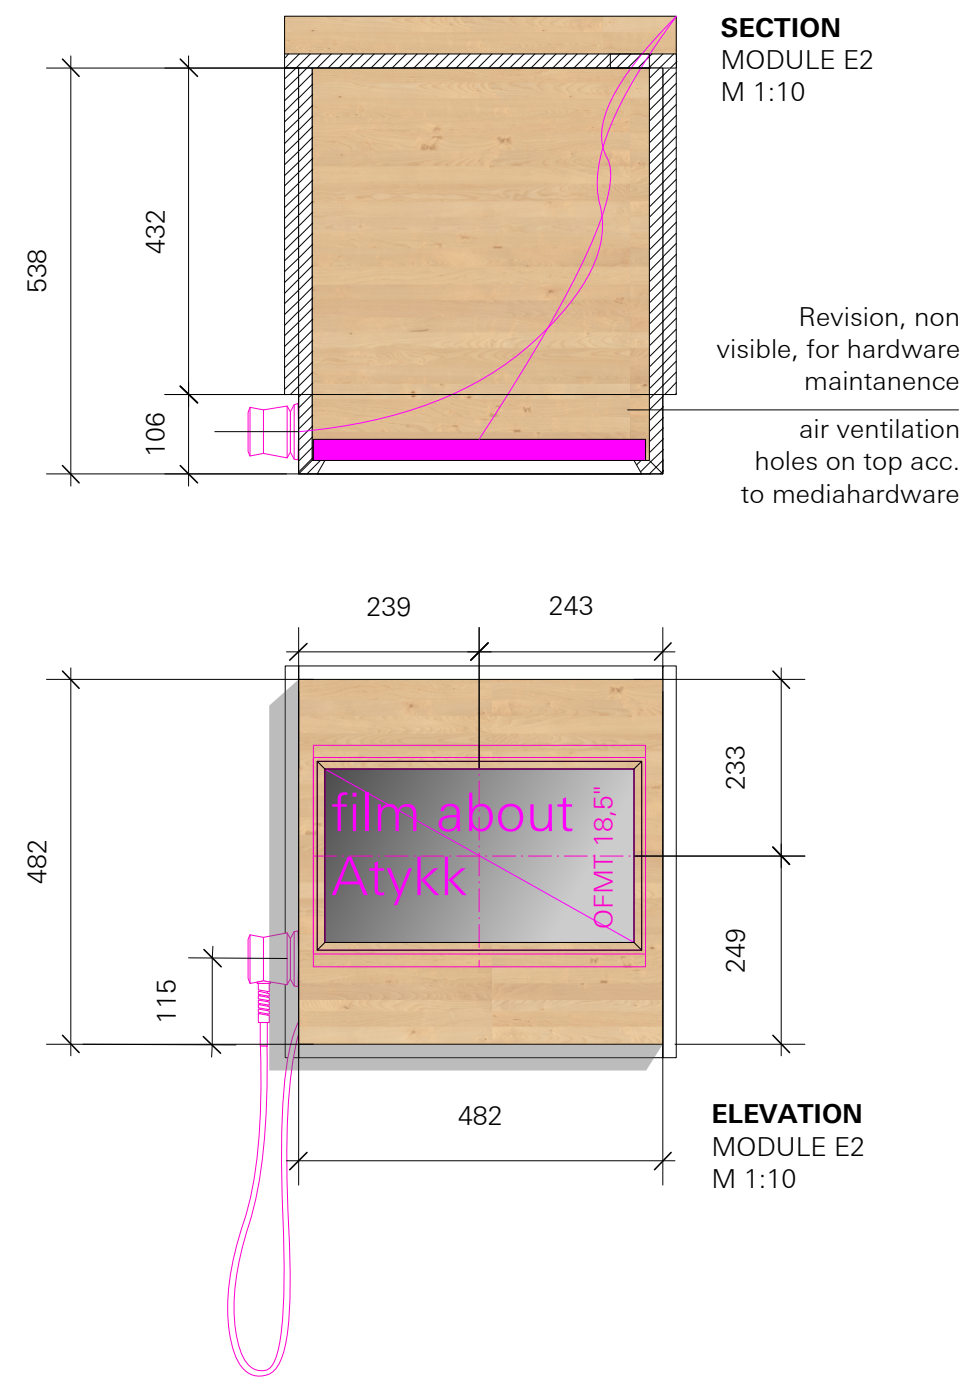 SECTION
MODULE E2
M 1:10
538
432
106
Revision, non
visible, for hardware
maintanence
air ventilation
holes on top acc.
to mediahardware
239
243
482
233
249
115
film about
Atykk
OFMT 18,5"
482
ELEVATION
MODULE E2
M 1:10